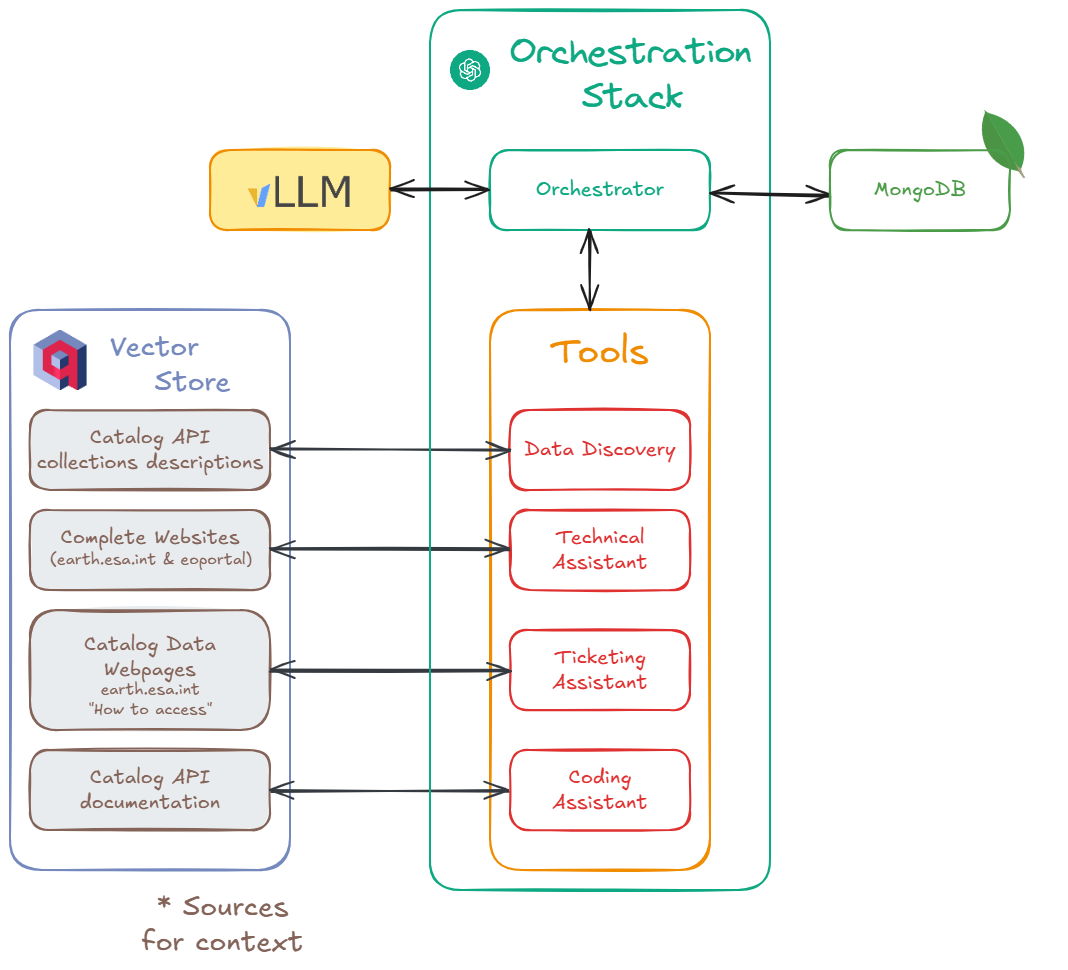 Orchestration
Stack
vLLM
Orchestrator
MongoDB
Vector
Store
Catalog API
collections descriptions
Complete Websites
(earth.esa.int & eoportal)
Catalog Data
Webpages
earth.esa.int
"How to access"
Catalog API
documentation
* Sources
for context
Tools
Data Discovery
Technical
Assistant
Ticketing
Assistant
Coding
Assistant